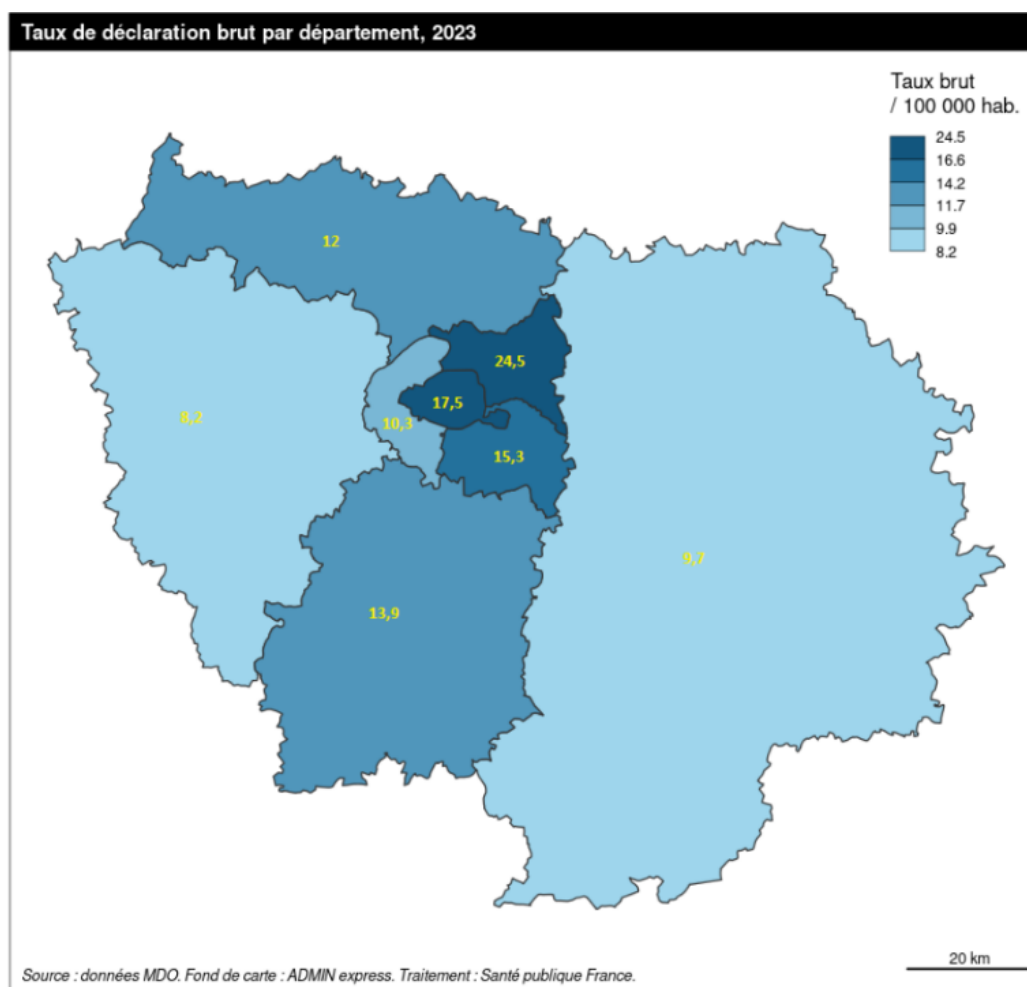 Taux de déclaration brut par département, 2023
Taux brut
/ 100 000 hab.
24.5
16.6
14.2
11.7
9.9
8.2
12
24,5
17,5
8,2
10,3
15,3
9,7
13,9
20 km
Source : données MDO. Fond de carte : ADMIN express. Traitement : Santé publique France.